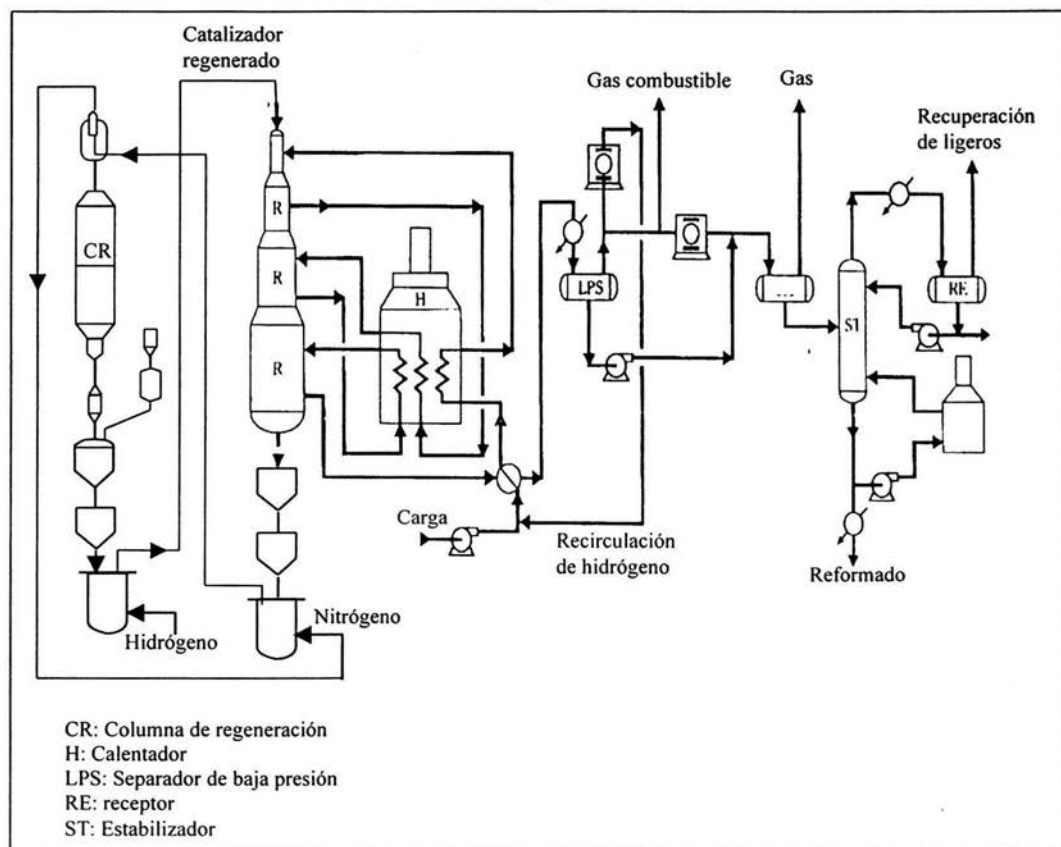 Catalizador
regenerado
Gas combustible
Gas
Recuperación
de ligeros
CR
R
R
R
H
LPS
...
ST
RE
Carga
Recirculación
de hidrógeno
Reformado
Hidrógeno
Nitrógeno
CR: Columna de regeneración
H: Calentador
LPS: Separador de baja presión
RE: receptor
ST: Estabilizador